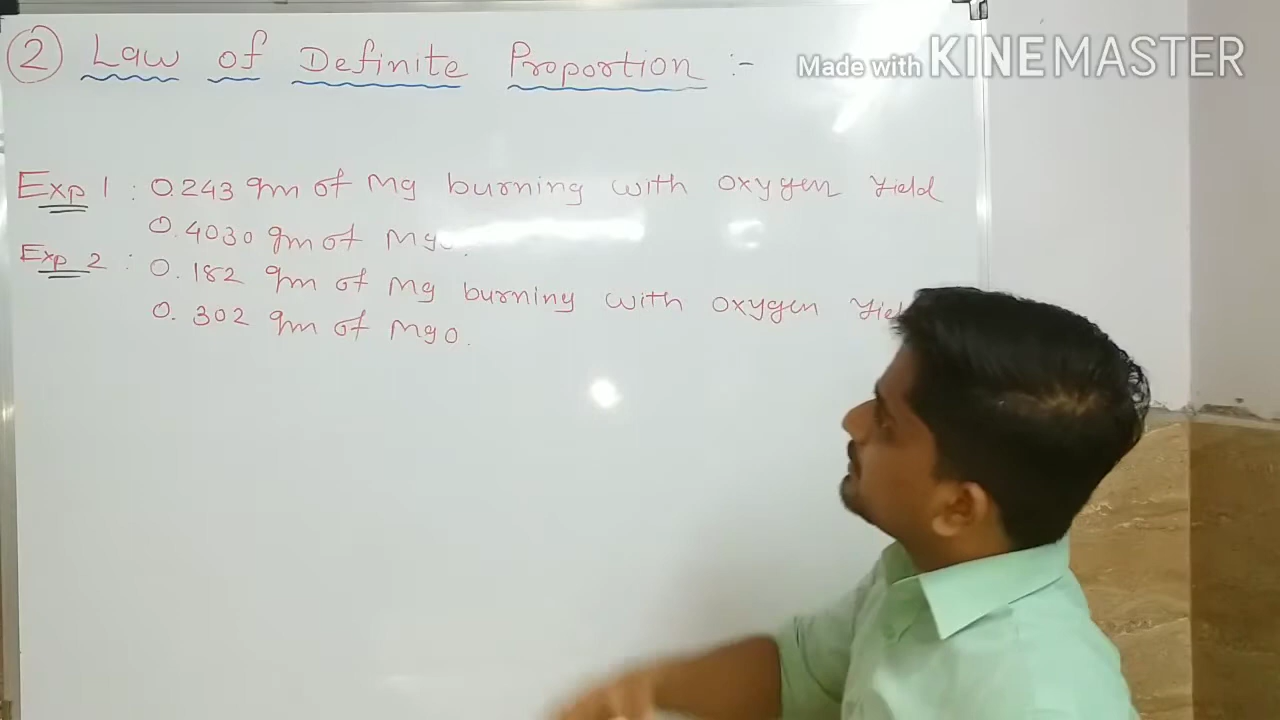 ② Law of Definite Proportion :-
Made with KINEMASTER
Exp 1 : 0.243 gm of Mg burning with oxygen yield
0.4030 gm of MgO.
Exp 2 : 0.182 gm of Mg burning with oxygen
0.302 gm of MgO.